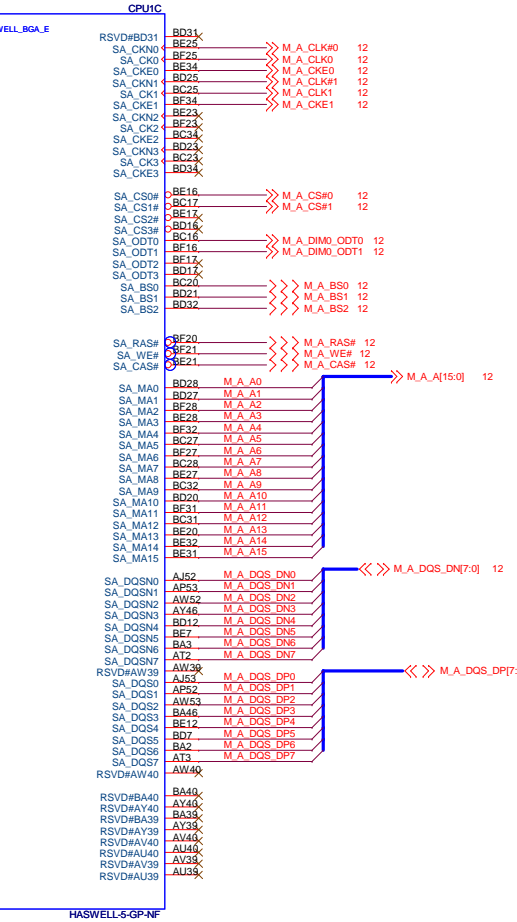 CPU1C
WELL_BGA_E
RSVD#BD31 BD31
SA_CKN0 BE25 M_A_CLK#0 12
SA_CK0 BF25 M_A_CLK0 12
SA_CKE0 BE34 M_A_CKE0 12
SA_CKN1 BD25 M_A_CLK#1 12
SA_CK1 BC25 M_A_CLK1 12
SA_CKE1 BF34 M_A_CKE1 12
SA_CKN2 BE23
SA_CK2 BF23
SA_CKE2 BC34
SA_CKN3 BD23
SA_CK3 BC23
SA_CKE3 BD34
SA_CS0# BE16 M_A_CS#0 12
SA_CS1# BC17 M_A_CS#1 12
SA_CS2# BE17
SA_CS3# BD16
SA_ODT0 BC16 M_A_DIM0_ODT0 12
SA_ODT1 BF16 M_A_DIM0_ODT1 12
SA_ODT2 BF17
SA_ODT3 BD17
SA_BS0 BC20 M_A_BS0 12
SA_BS1 BD21 M_A_BS1 12
SA_BS2 BD32 M_A_BS2 12
SA_RAS# BF20 M_A_RAS# 12
SA_WE# BF21 M_A_WE# 12
SA_CAS# BE21 M_A_CAS# 12
M_A_A[15:0] 12
SA_MA0 BD28 M_A_A0
SA_MA1 BD27 M_A_A1
SA_MA2 BF28 M_A_A2
SA_MA3 BE28 M_A_A3
SA_MA4 BF32 M_A_A4
SA_MA5 BC27 M_A_A5
SA_MA6 BF27 M_A_A6
SA_MA7 BC28 M_A_A7
SA_MA8 BE27 M_A_A8
SA_MA9 BC32 M_A_A9
SA_MA10 BD20 M_A_A10
SA_MA11 BF31 M_A_A11
SA_MA12 BC31 M_A_A12
SA_MA13 BE20 M_A_A13
SA_MA14 BE32 M_A_A14
SA_MA15 BE31 M_A_A15
M_A_DQS_DN[7:0] 12
SA_DQSN0 AJ52 M_A_DQS_DN0
SA_DQSN1 AP53 M_A_DQS_DN1
SA_DQSN2 AW52 M_A_DQS_DN2
SA_DQSN3 AY46 M_A_DQS_DN3
SA_DQSN4 BD12 M_A_DQS_DN4
SA_DQSN5 BE7 M_A_DQS_DN5
SA_DQSN6 BA3 M_A_DQS_DN6
SA_DQSN7 AT2 M_A_DQS_DN7
RSVD#AW39 AW39
M_A_DQS_DP[7:
SA_DQS0 AJ53 M_A_DQS_DP0
SA_DQS1 AP52 M_A_DQS_DP1
SA_DQS2 AW53 M_A_DQS_DP2
SA_DQS3 BA46 M_A_DQS_DP3
SA_DQS4 BE12 M_A_DQS_DP4
SA_DQS5 BD7 M_A_DQS_DP5
SA_DQS6 BA2 M_A_DQS_DP6
SA_DQS7 AT3 M_A_DQS_DP7
RSVD#AW40 AW40
RSVD#BA40 BA40
RSVD#AY40 AY40
RSVD#BA39 BA39
RSVD#AY39 AY39
RSVD#AV40 AV40
RSVD#AU40 AU40
RSVD#AV39 AV39
RSVD#AU39 AU39
HASWELL-5-GP-NF